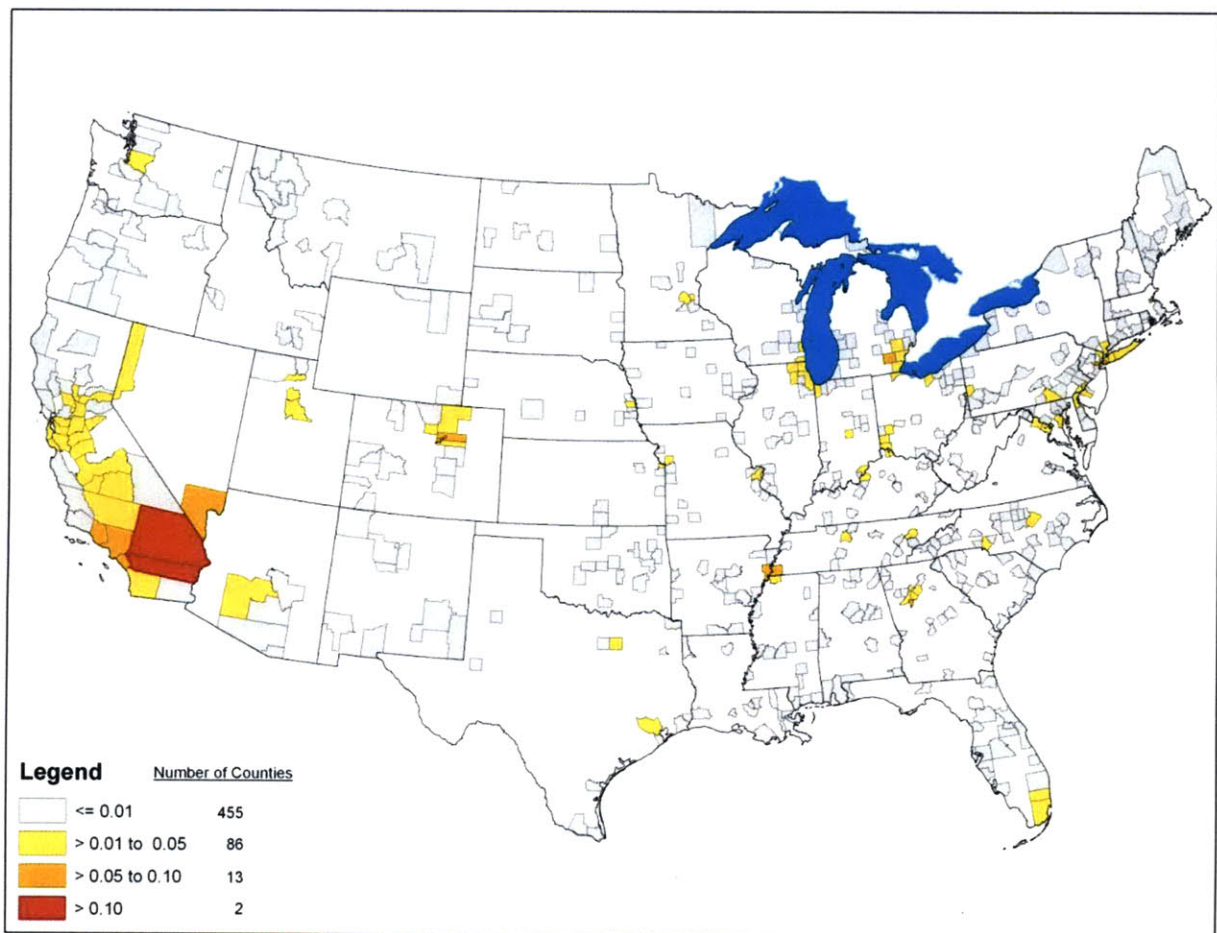 Legend Number of Counties
<= 0.01 455
> 0.01 to 0.05 86
> 0.05 to 0.10 13
> 0.10 2